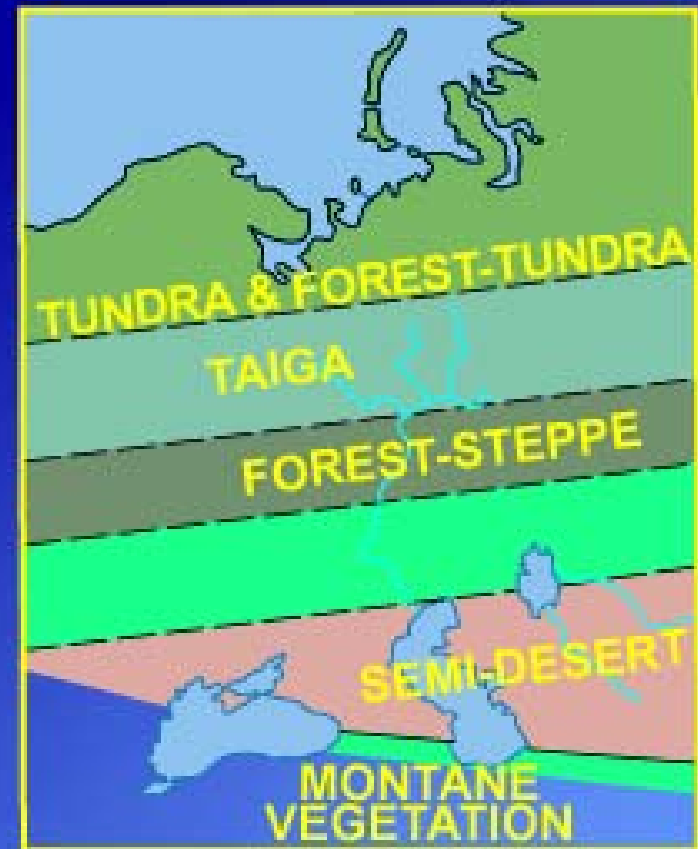 TUNDRA & FOREST-TUNDRA
TAIGA
FOREST-STEPPE
SEMI-DESERT
MONTANE
VEGETATION